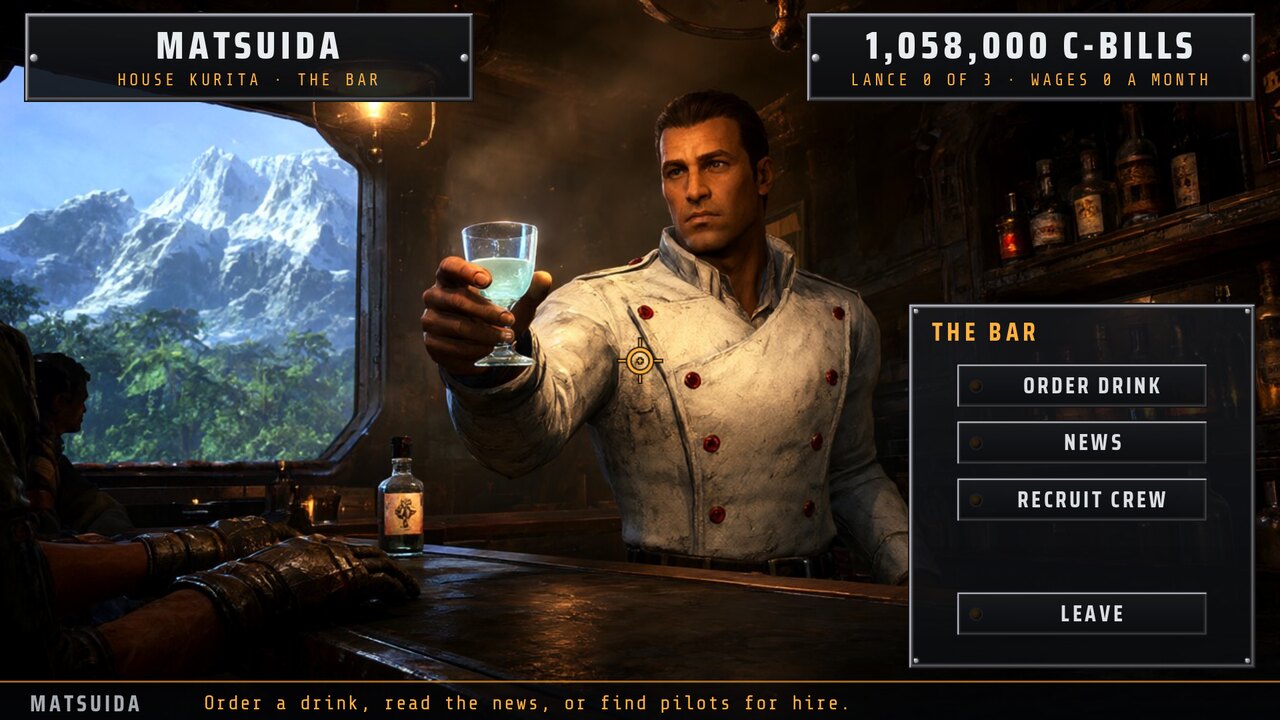 MATSUIDA
HOUSE KURITA · THE BAR
1,058,000 C-BILLS
LANCE 0 OF 3 · WAGES 0 A MONTH
THE BAR
ORDER DRINK
NEWS
RECRUIT CREW
LEAVE
MATSUIDA Order a drink, read the news, or find pilots for hire.